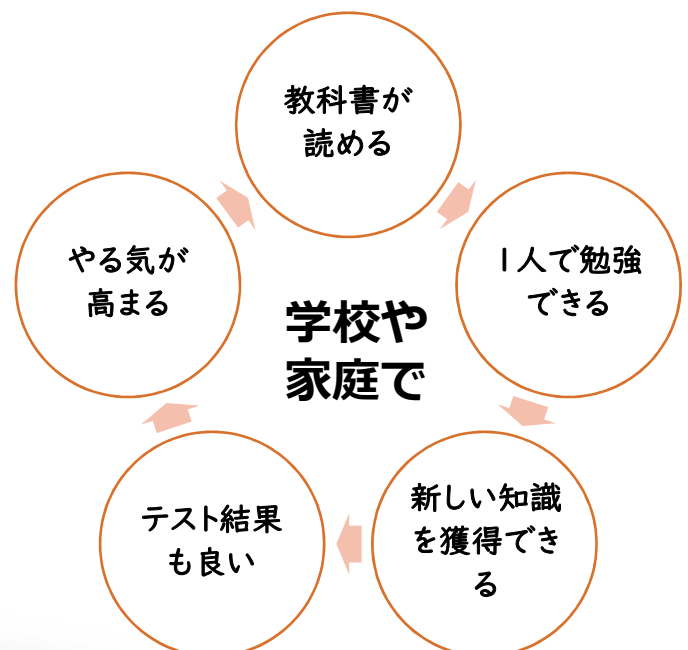 教科書が
読める
1人で勉強
できる
新しい知識
を獲得でき
る
テスト結果
も良い
やる気が
高まる
学校や
家庭で